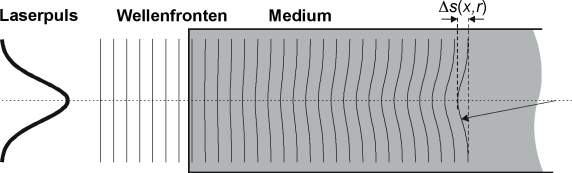 Laserpuls Wellenfronten Medium Δs(x,r)